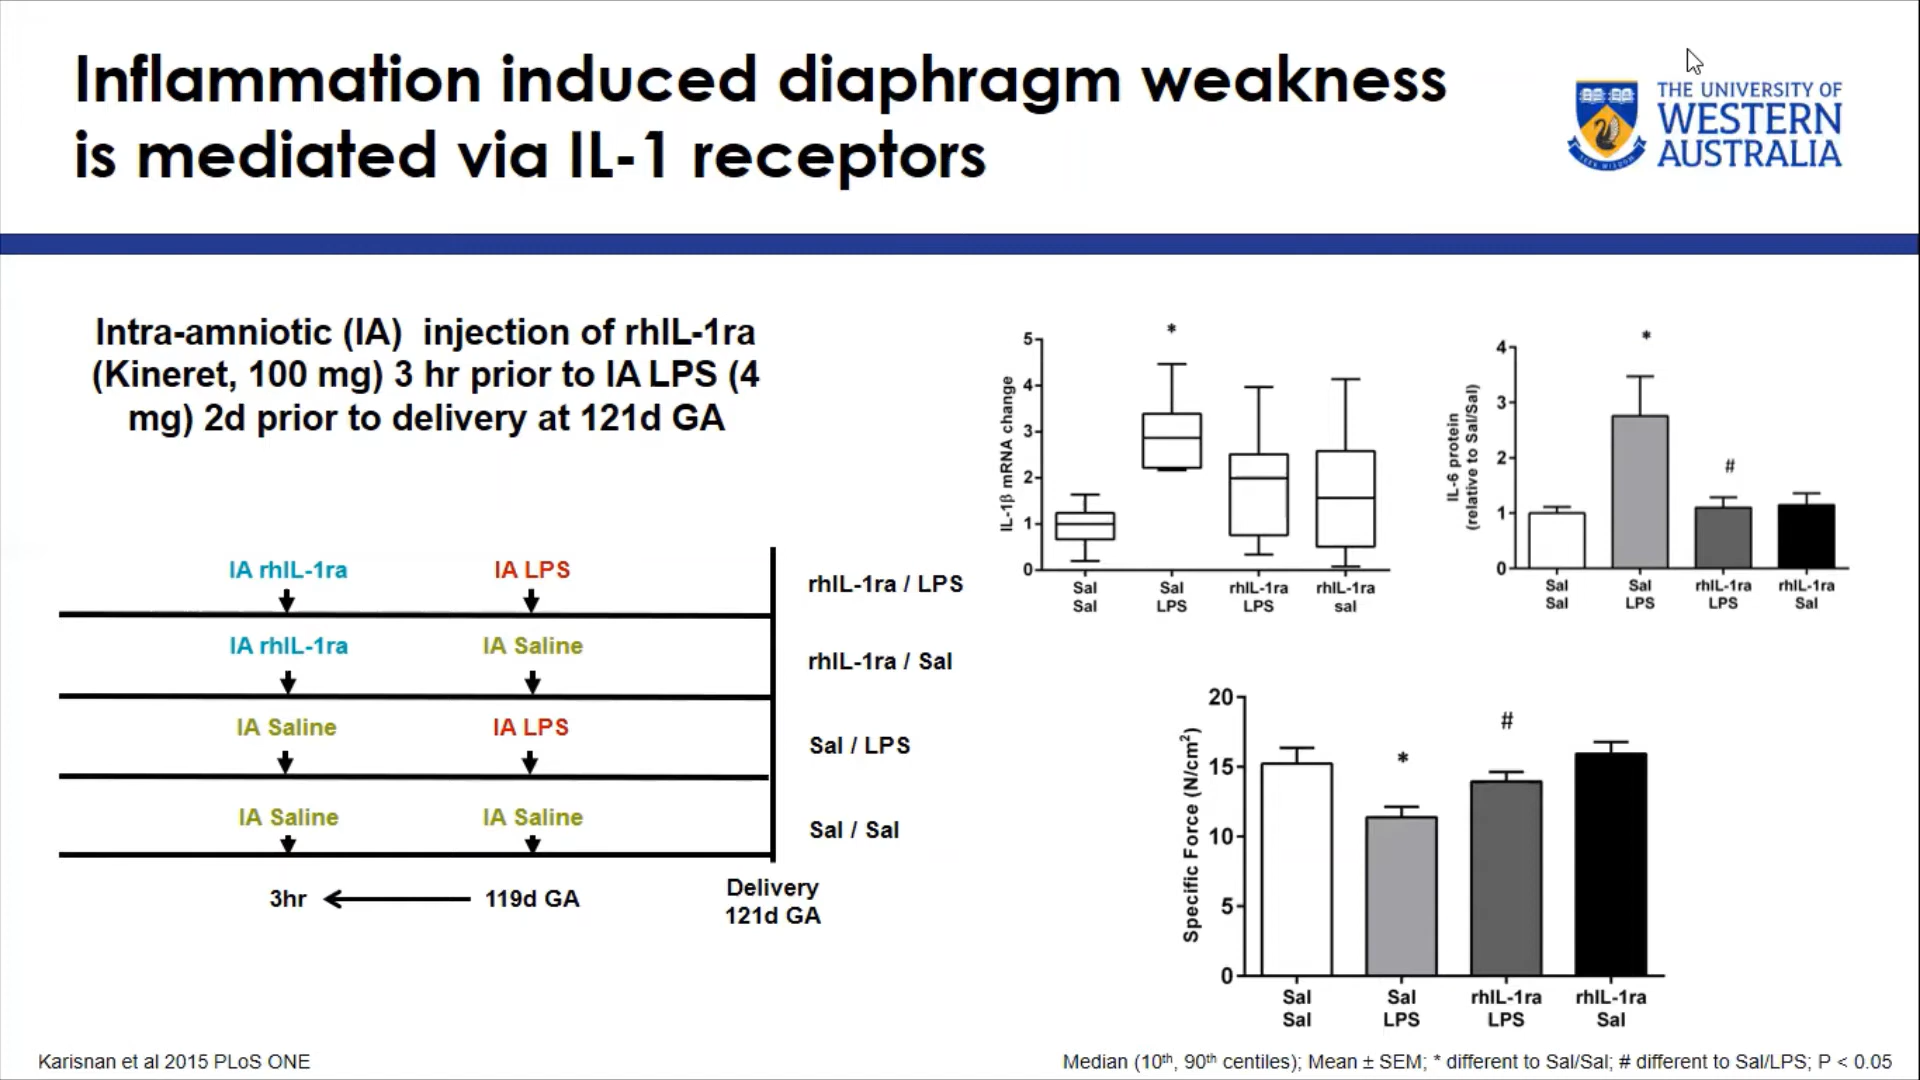 Inflammation induced diaphragm weakness
is mediated via IL-1 receptors
THE UNIVERSITY OF
WESTERN
AUSTRALIA
SEEK WISDOM
Intra-amniotic (IA) injection of rhIL-1ra
(Kineret, 100 mg) 3 hr prior to IA LPS (4
mg) 2d prior to delivery at 121d GA
IA rhIL-1ra IA LPS rhIL-1ra / LPS
IA rhIL-1ra IA Saline rhIL-1ra / Sal
IA Saline IA LPS Sal / LPS
IA Saline IA Saline Sal / Sal
3hr 119d GA Delivery
121d GA
IL-1β mRNA change
5
4
3
2
1
0
*
Sal Sal rhIL-1ra rhIL-1ra
Sal LPS LPS sal
IL-6 protein
(relative to Sal/Sal)
4
3
2
1
0
*
#
Sal Sal rhIL-1ra rhIL-1ra
Sal LPS LPS Sal
Specific Force (N/cm²)
20
15
10
5
0
*
#
Sal Sal rhIL-1ra rhIL-1ra
Sal LPS LPS Sal
Karisnan et al 2015 PLoS ONE
Median (10th, 90th centiles); Mean ± SEM; * different to Sal/Sal; # different to Sal/LPS; P < 0.05